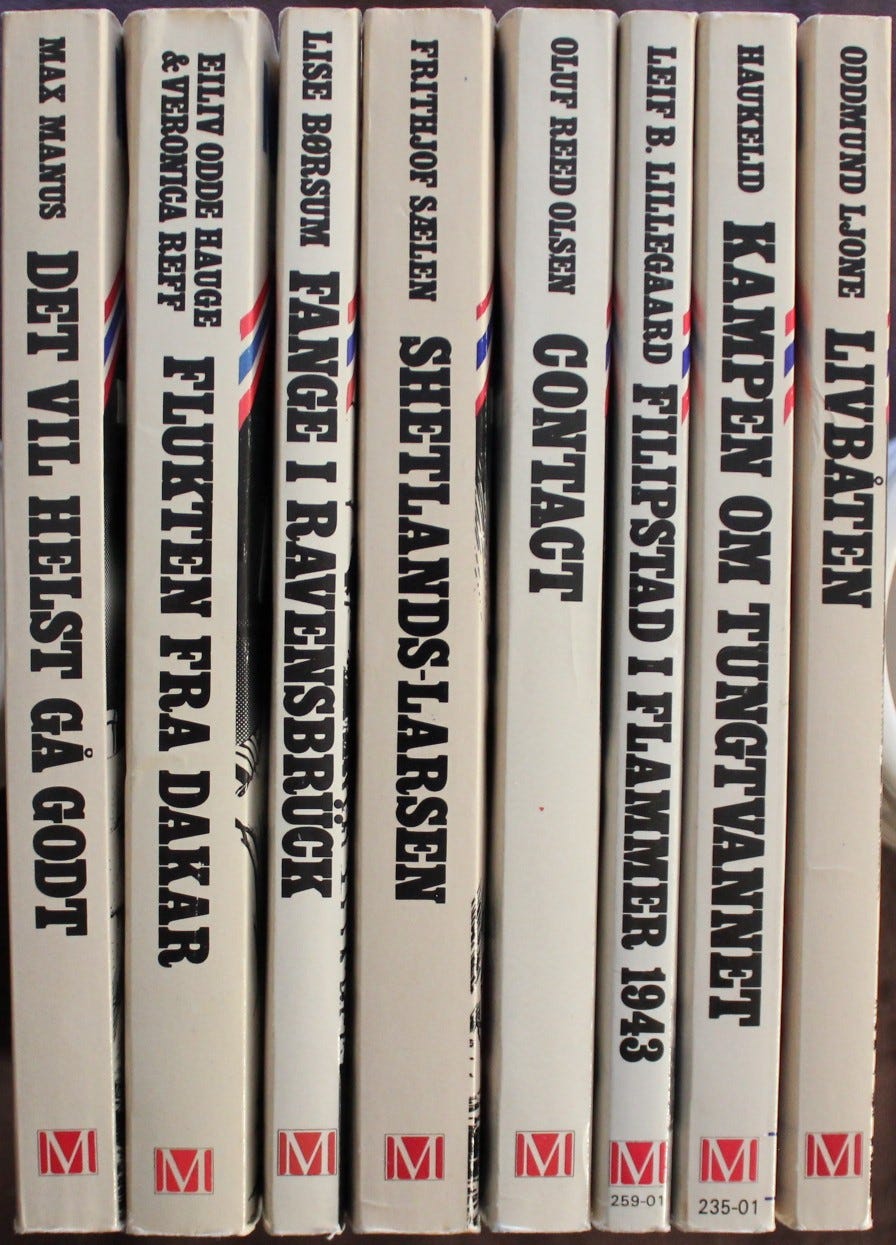 MAX MANUS DET VIL HELST GÅ GODT
M
EILIV ODDE HAUGE
& VERONICA REFF
FLUKTEN FRA DAKAR
M
LISE BØRSUM FANGE I RAVENSBRÜCK
M
FRITHJOF SÆLEN SHETLANDS-LARSEN
M
OLUF REED OLSEN CONTACT
M
LEIF B. LILLEGAARD FILIPSTAD I FLAMMER 1943
M
259-01
HAUKELID KAMPEN OM TUNGTVANNET
M
235-01
ODDMUND LJONE LIVBÅTEN
M